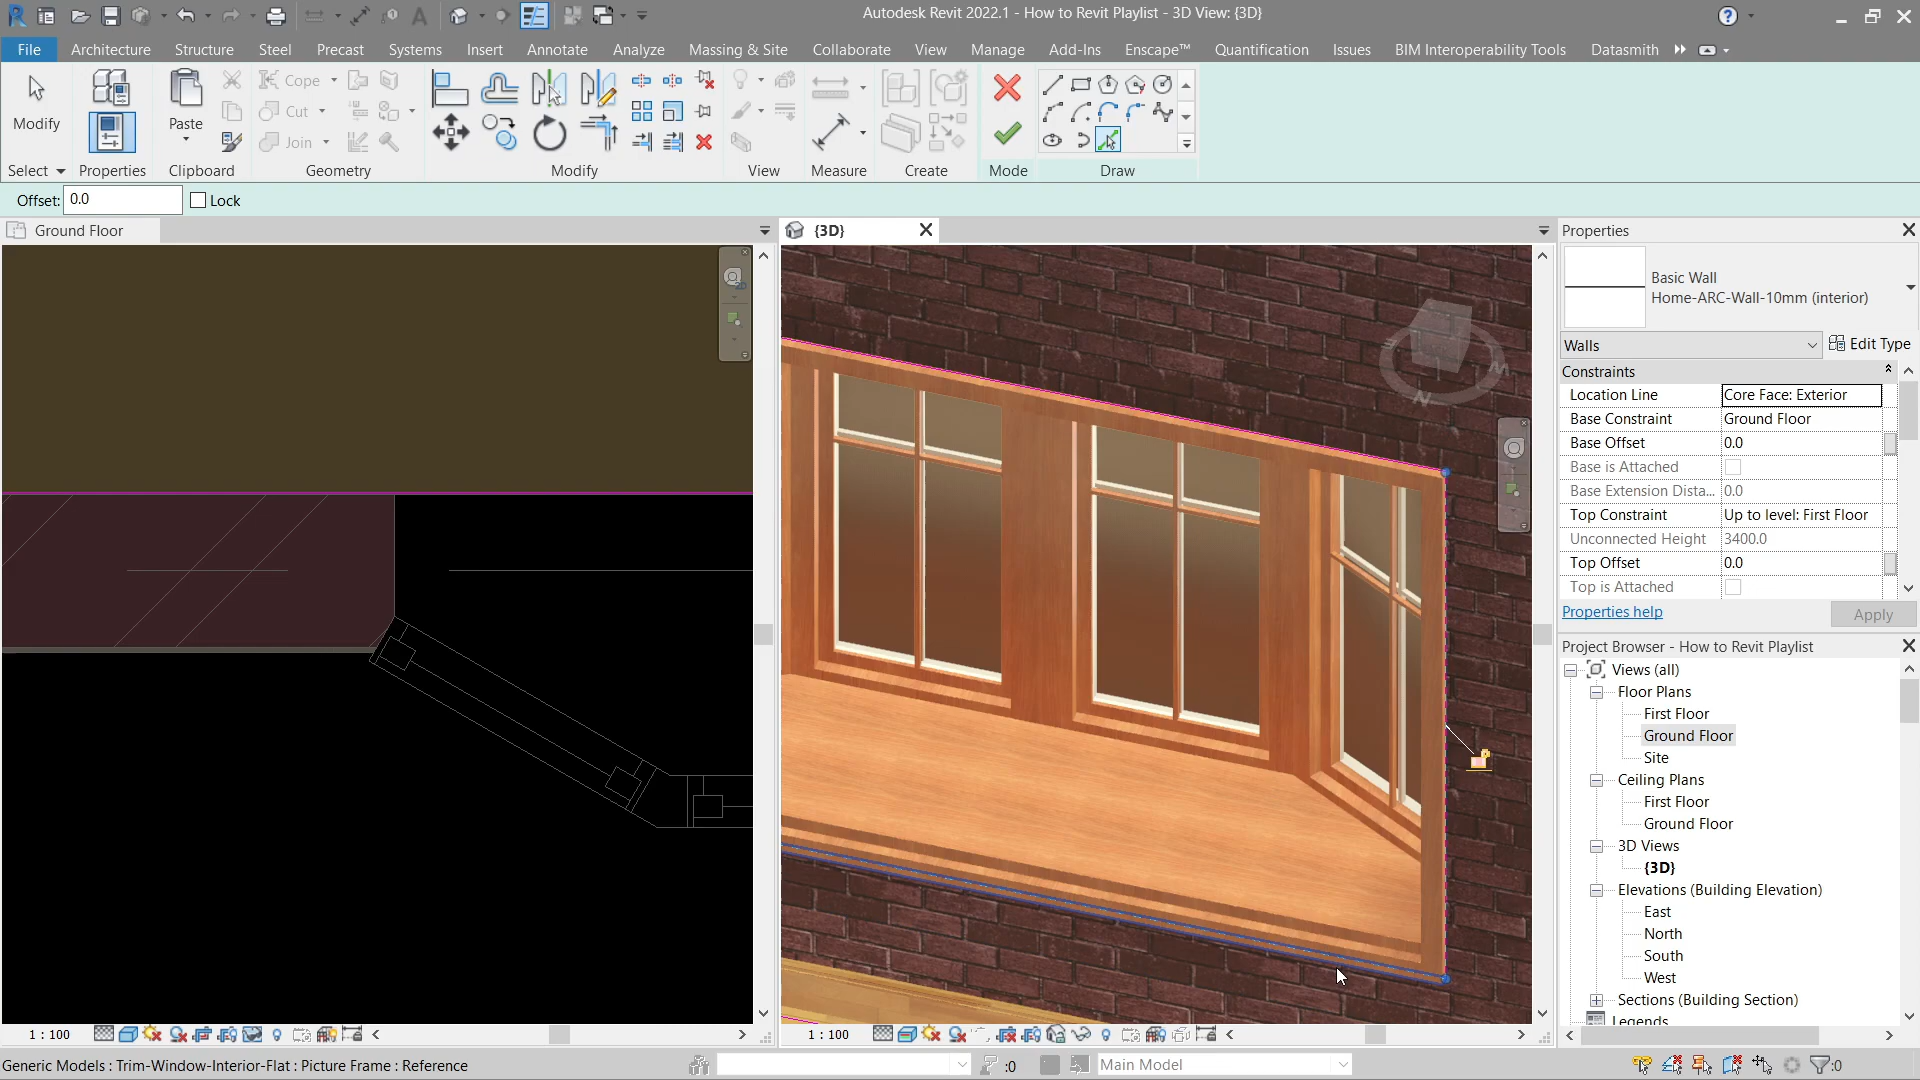 Autodesk Revit 2022.1 - How to Revit Playlist - 3D View: {3D}
File Architecture Structure Steel Precast Systems Insert Annotate Analyze Massing & Site Collaborate View Manage Add-Ins Enscape™ Quantification Issues BIM Interoperability Tools Datasmith
Modify
Paste
Cope
Cut
Join
Select Properties Clipboard Geometry Modify View Measure Create Mode Draw
Offset: 0.0 Lock
Ground Floor
{3D}
N
Properties
Basic Wall
Home-ARC-Wall-10mm (interior)
Walls
Edit Type
Constraints
Location Line Core Face: Exterior
Base Constraint Ground Floor
Base Offset 0.0
Base is Attached
Base Extension Dista... 0.0
Top Constraint Up to level: First Floor
Unconnected Height 3400.0
Top Offset 0.0
Top is Attached
Properties help
Apply
Project Browser - How to Revit Playlist
Views (all)
Floor Plans
First Floor
Ground Floor
Site
Ceiling Plans
First Floor
Ground Floor
3D Views
{3D}
Elevations (Building Elevation)
East
North
South
West
Sections (Building Section)
Legends
1 : 100
1 : 100
Generic Models : Trim-Window-Interior-Flat : Picture Frame : Reference
:0
Main Model
:0